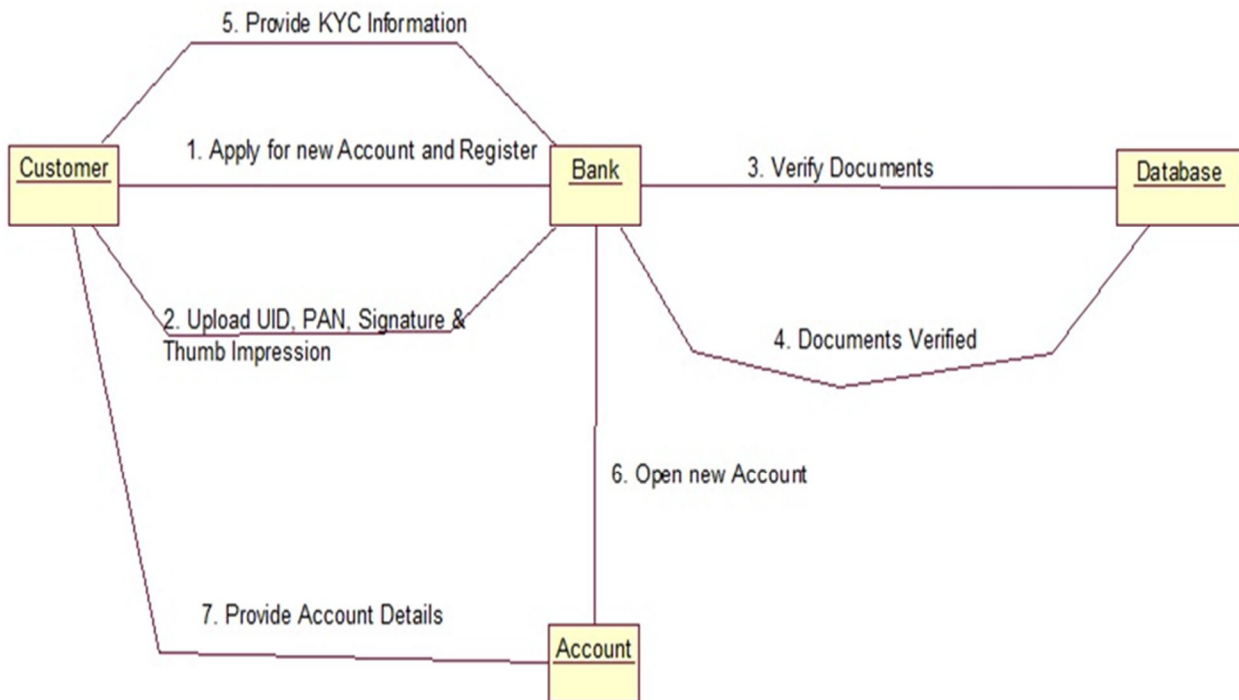 5. Provide KYC Information
1. Apply for new Account and Register
Customer
Bank
3. Verify Documents
Database
2. Upload UID, PAN, Signature &
Thumb Impression
4. Documents Verified
6. Open new Account
7. Provide Account Details
Account